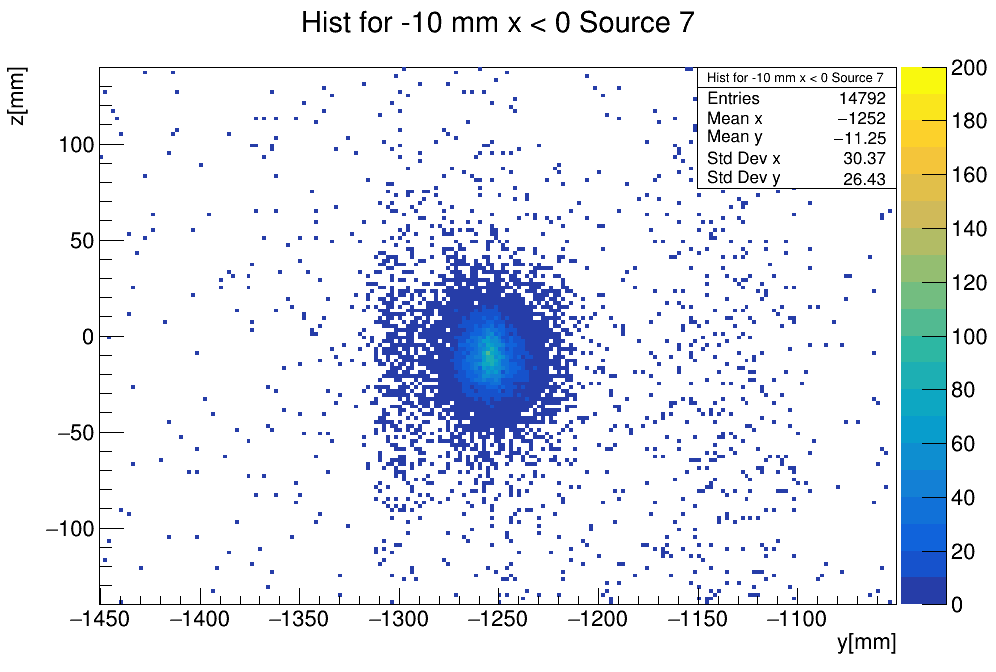 Hist for -10 mm x < 0 Source 7
z[mm]
Hist for -10 mm x < 0 Source 7
Entries 14792
Mean x −1252
Mean y −11.25
Std Dev x 30.37
Std Dev y 26.43
100
50
0
−50
−100
−1450 −1400 −1350 −1300 −1250 −1200 −1150 −1100
y[mm]
200
180
160
140
120
100
80
60
40
20
0